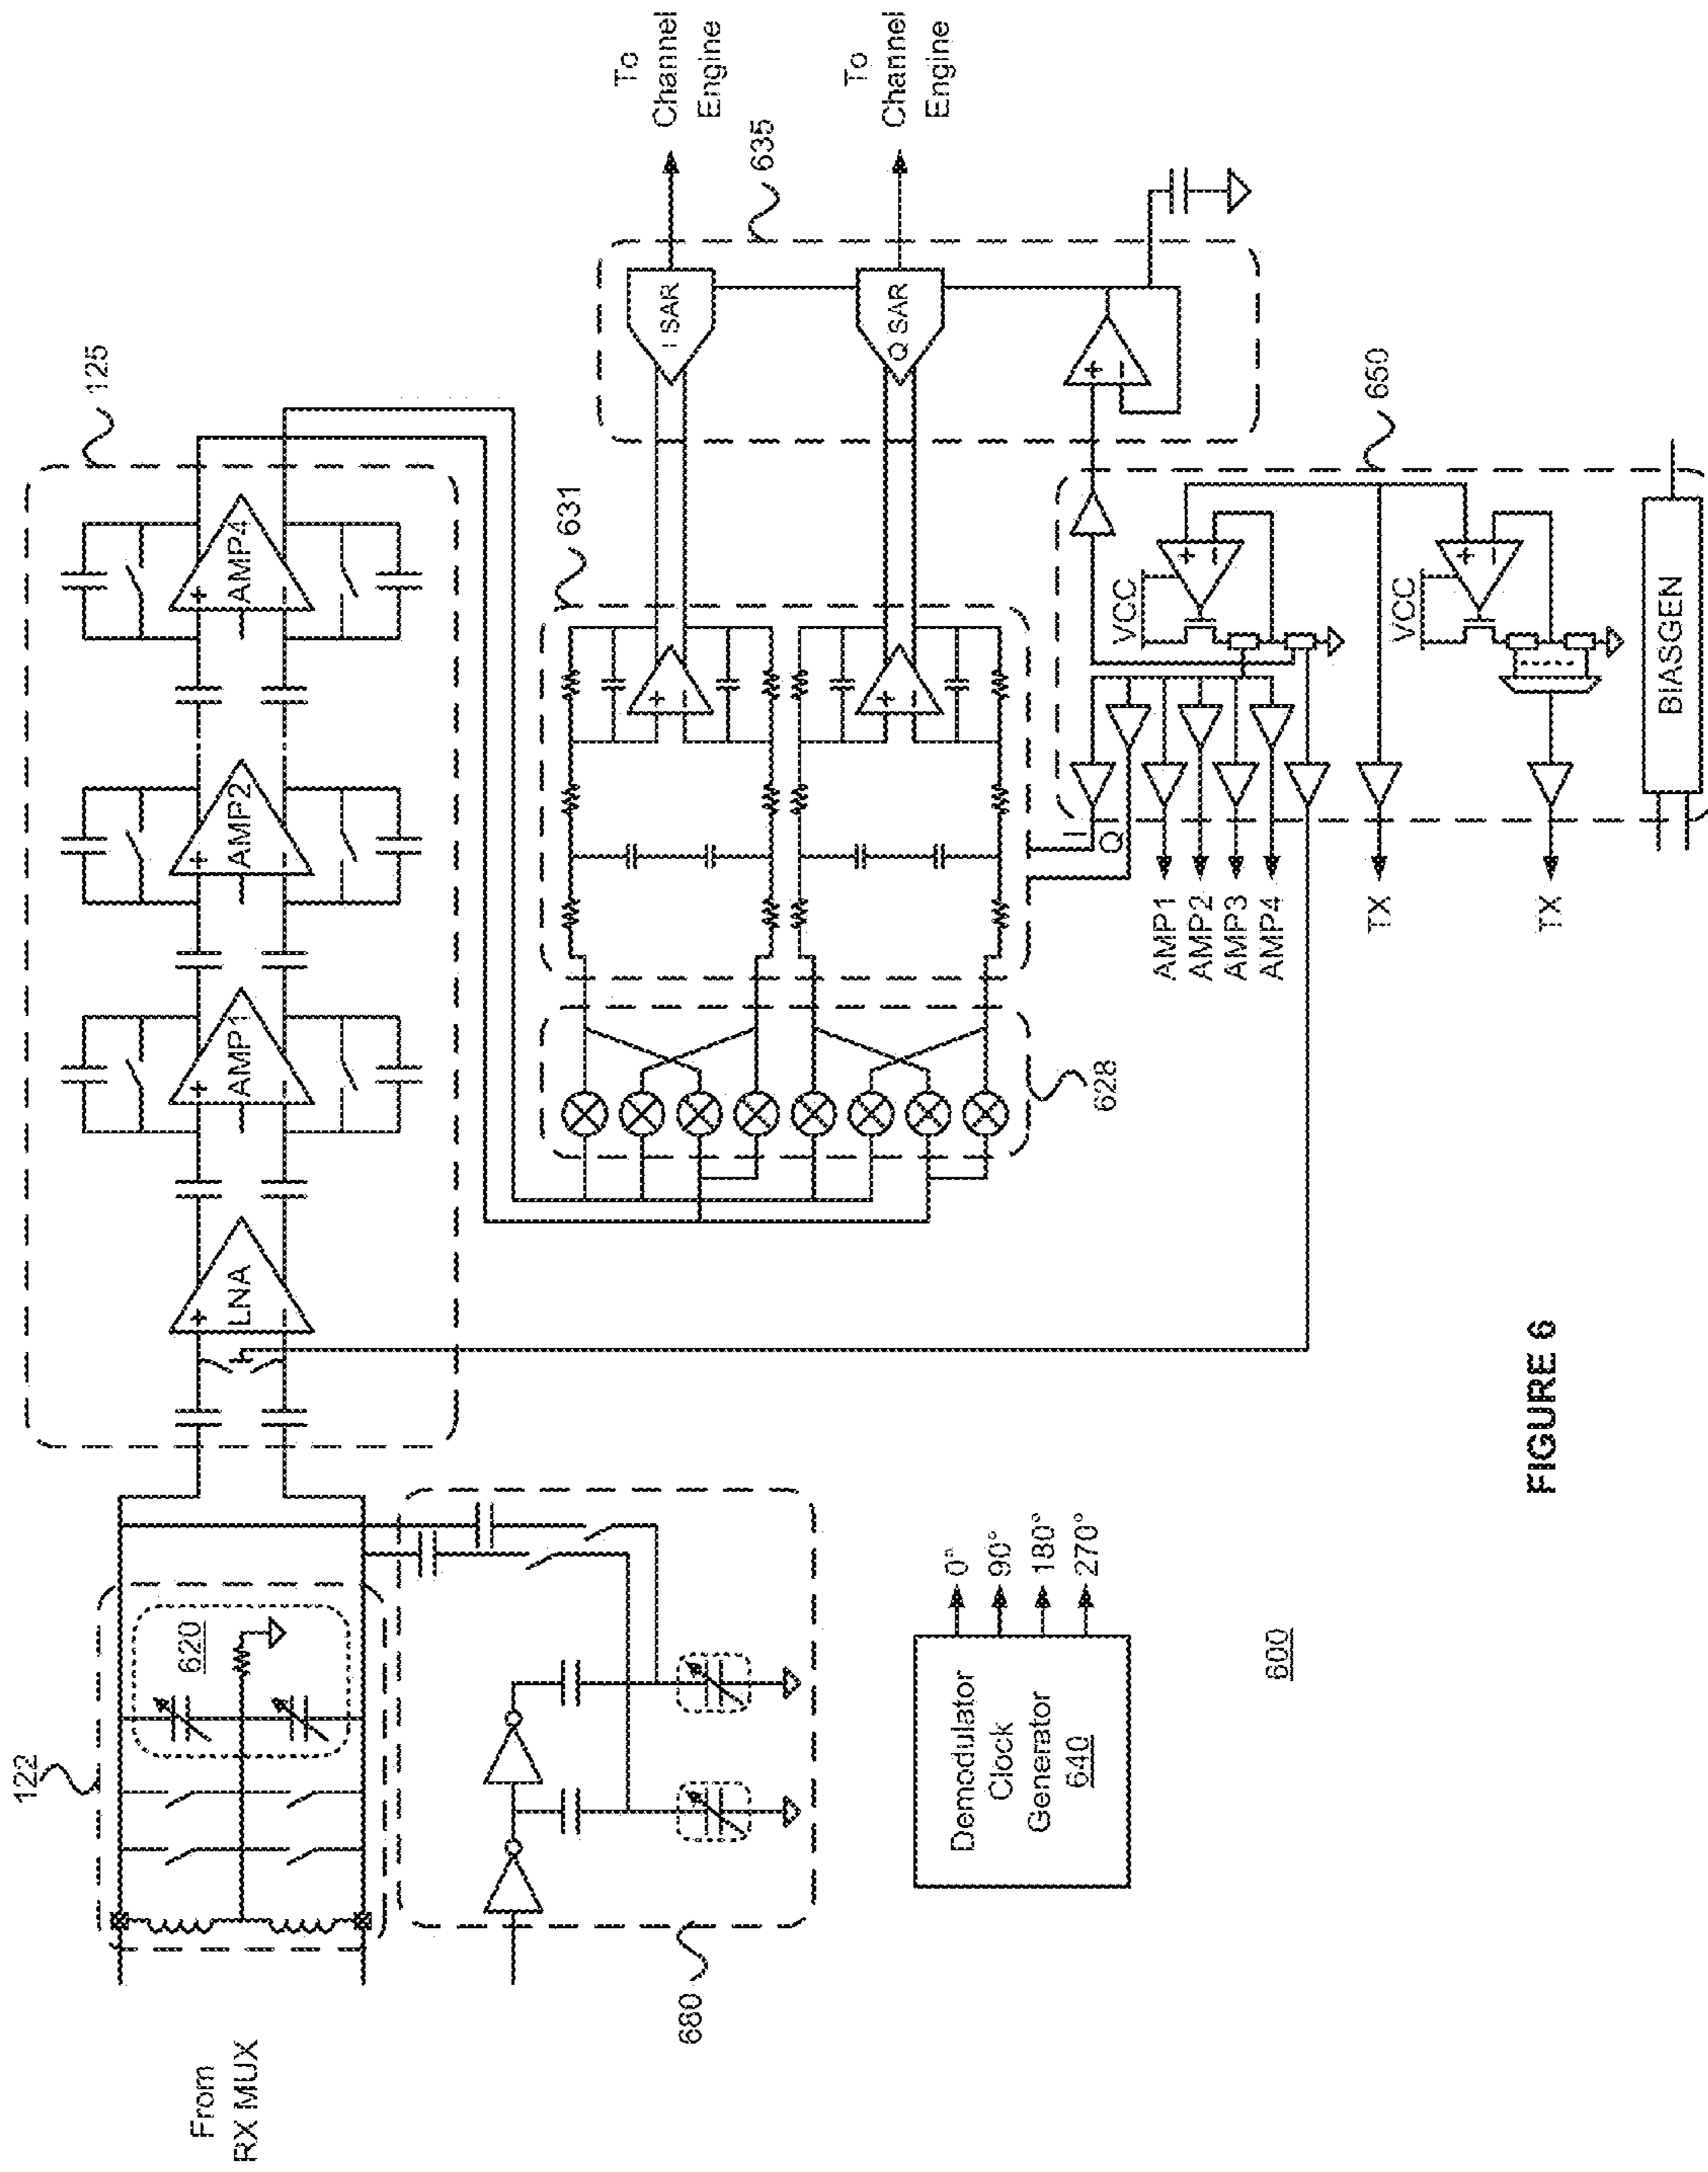 From
RX MUX
122
620
680
Demodulator
Clock
Generator
640
0°
90°
180°
270°
600
FIGURE 6
125
+
−
LNA
+
−
AMP1
+
−
AMP2
+
−
AMP4
628
631
+
−
+
−
I SAR
Q SAR
635
To
Channel
Engine
To
Channel
Engine
+
−
650
I
Q
AMP1
AMP2
AMP3
AMP4
TX
TX
VCC
+
−
VCC
+
−
BIASGEN